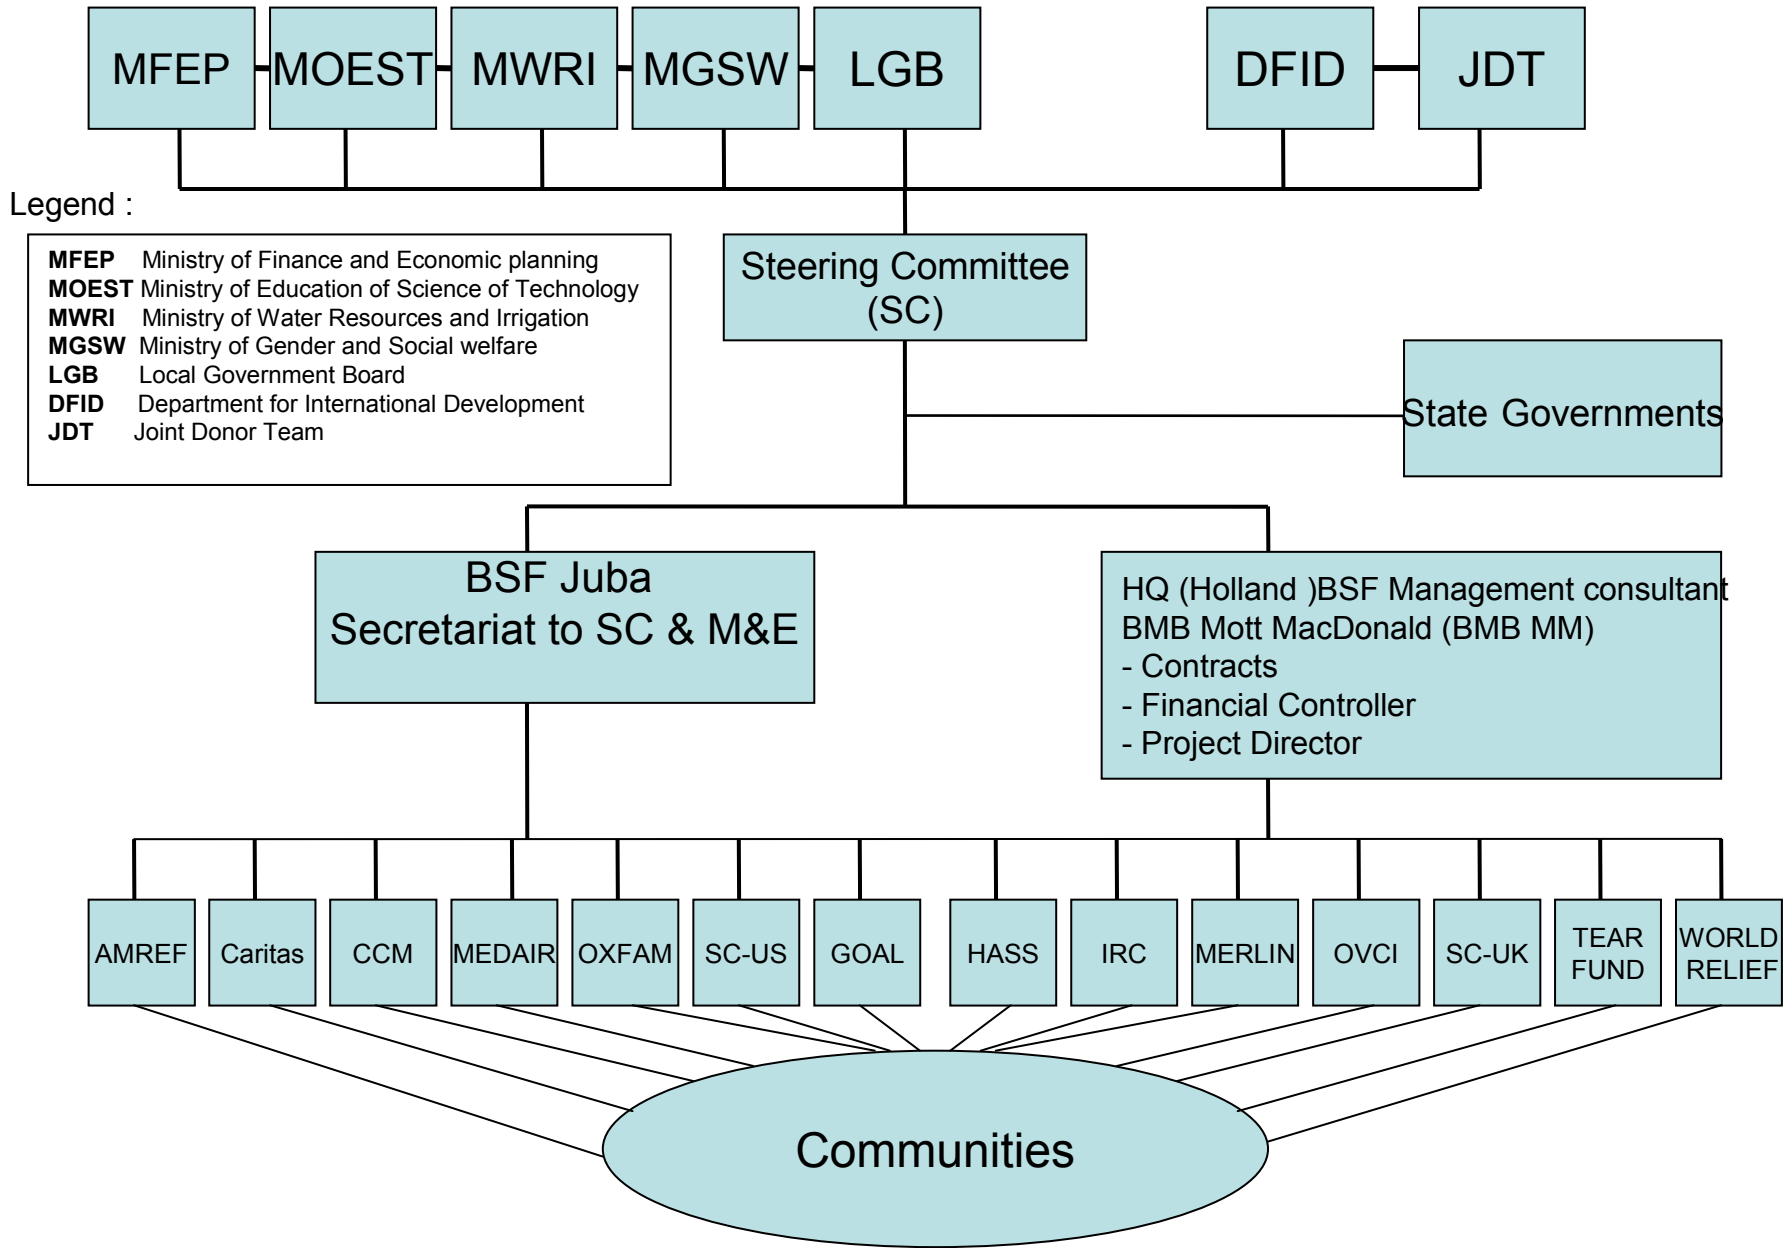 MFEP MOEST MWRI MGSW LGB DFID JDT
Legend :
MFEP Ministry of Finance and Economic planning
MOEST Ministry of Education of Science of Technology
MWRI Ministry of Water Resources and Irrigation
MGSW Ministry of Gender and Social welfare
LGB Local Government Board
DFID Department for International Development
JDT Joint Donor Team
Steering Committee
(SC)
State Governments
BSF Juba
Secretariat to SC & M&E
HQ (Holland )BSF Management consultant
BMB Mott MacDonald (BMB MM)
- Contracts
- Financial Controller
- Project Director
AMREF Caritas CCM MEDAIR OXFAM SC-US GOAL HASS IRC MERLIN OVCI SC-UK
TEAR
FUND
WORLD
RELIEF
Communities